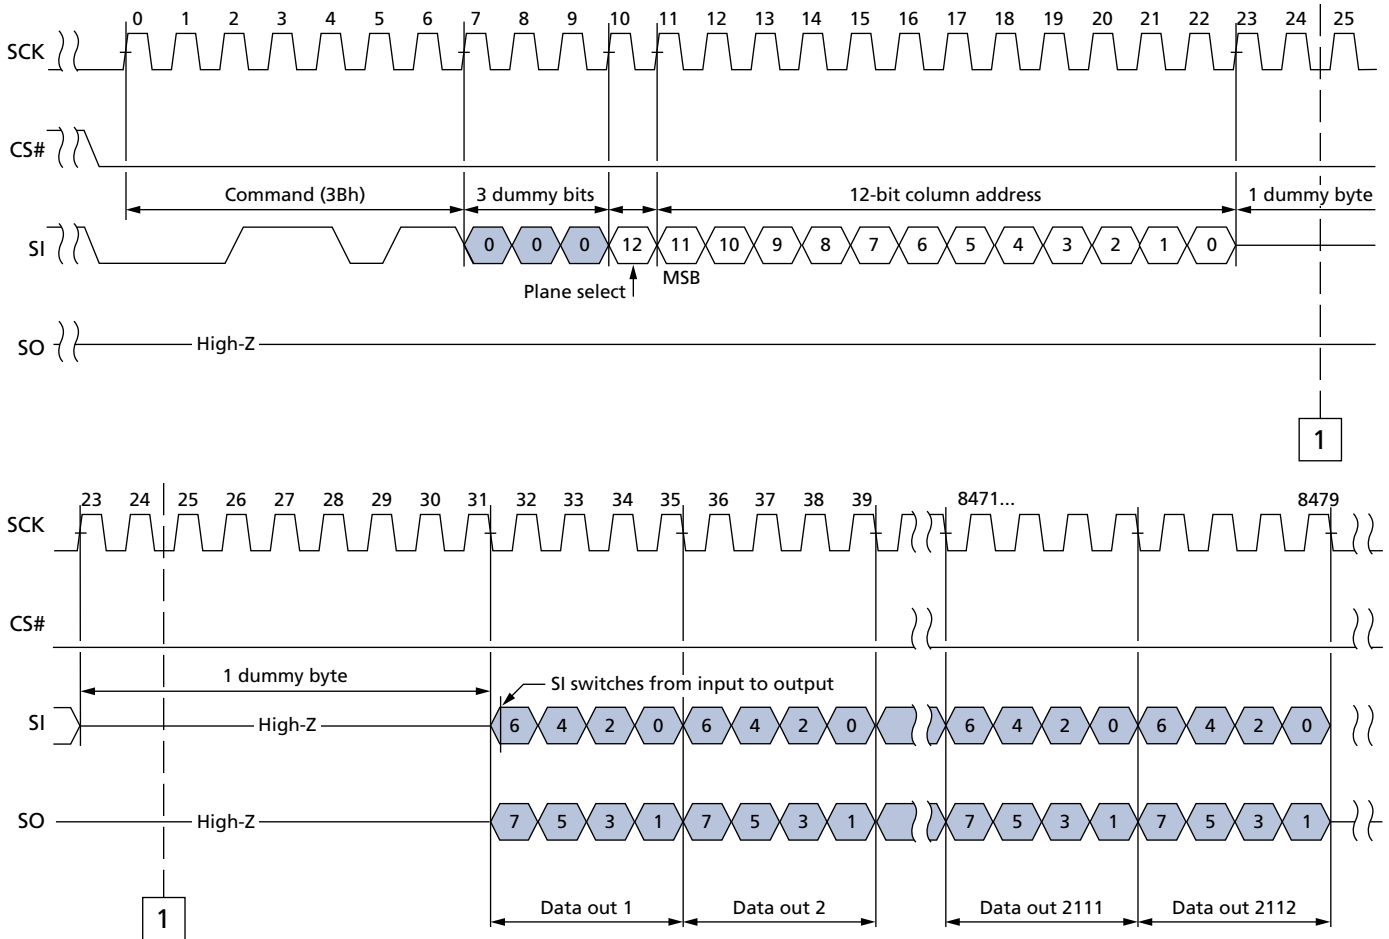 0 1 2 3 4 5 6 7 8 9 10 11 12 13 14 15 16 17 18 19 20 21 22 23 24 25
SCK
CS#
Command (3Bh) 3 dummy bits 12-bit column address 1 dummy byte
SI 0 0 0 12 11 10 9 8 7 6 5 4 3 2 1 0
Plane select MSB
SO High-Z
1
23 24 25 26 27 28 29 30 31 32 33 34 35 36 37 38 39 8471... 8479
SCK
CS#
1 dummy byte
SI switches from input to output
SI High-Z 6 4 2 0 6 4 2 0 6 4 2 0 6 4 2 0
SO High-Z 7 5 3 1 7 5 3 1 7 5 3 1 7 5 3 1
1 Data out 1 Data out 2 Data out 2111 Data out 2112